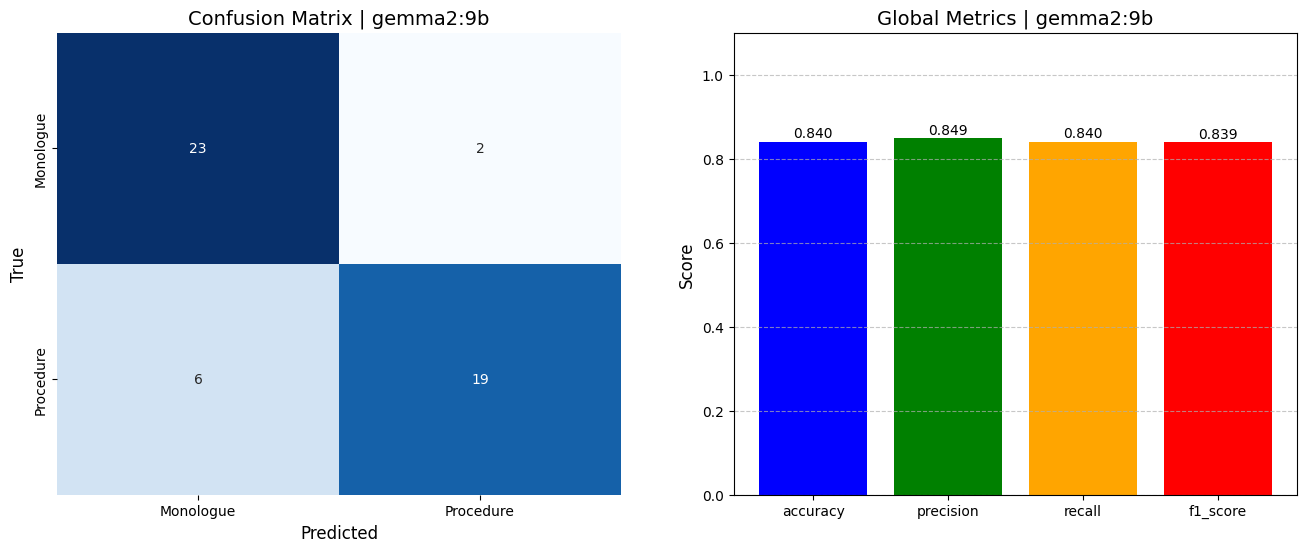 Confusion Matrix | gemma2:9b
True
Monologue
Procedure
23
2
6
19
Monologue
Procedure
Predicted
Global Metrics | gemma2:9b
Score
1.0
0.8
0.6
0.4
0.2
0.0
0.840
0.849
0.840
0.839
accuracy
precision
recall
f1_score